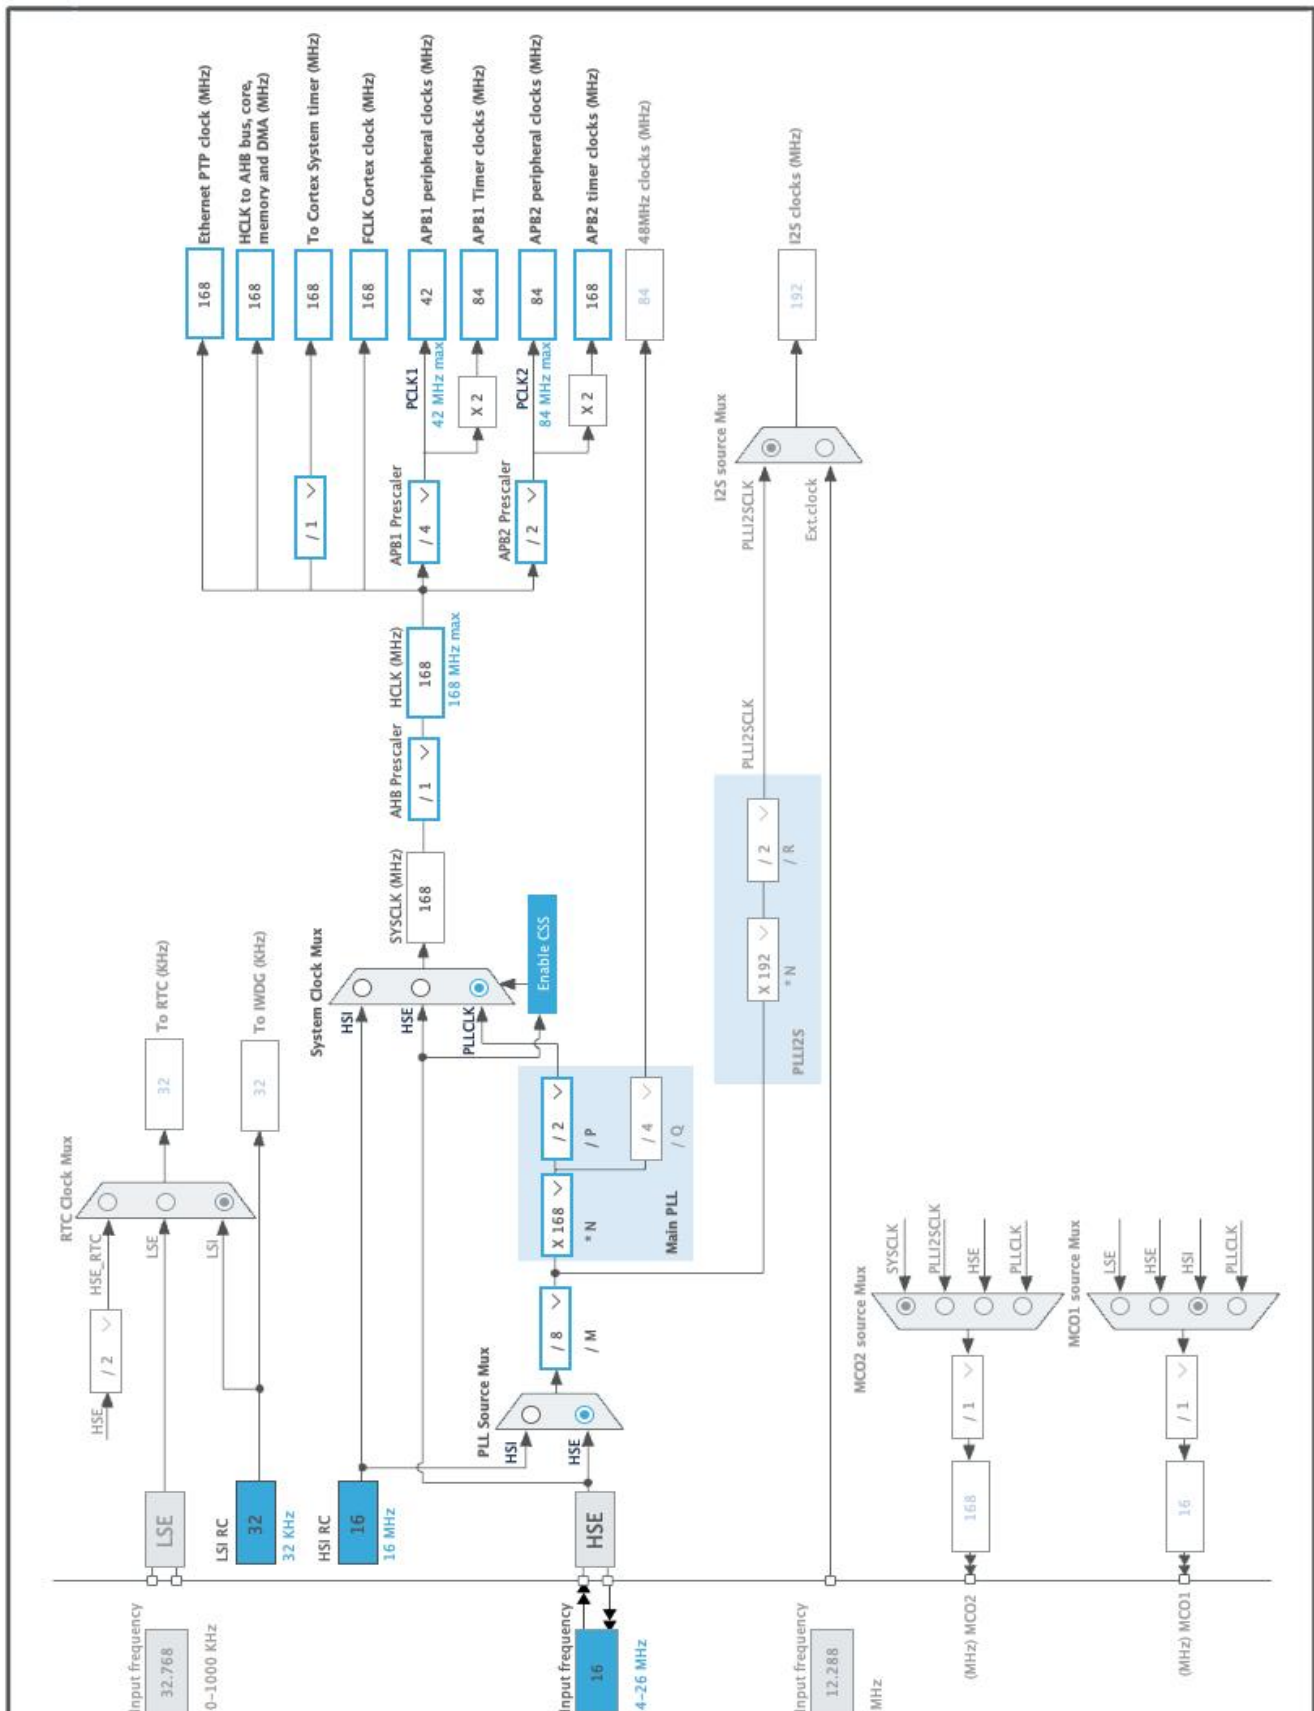 Input frequency
32.768
0-1000 KHz
LSE
HSE
/ 2
HSE_RTC
LSE
LSI
RTC Clock Mux
32
To RTC (KHz)
LSI RC
32
32 KHz
32
To IWDG (KHz)
HSI RC
16
16 MHz
System Clock Mux
HSI
HSE
PLLCLK
Enable CSS
SYSCLK (MHz)
168
AHB Prescaler
/ 1
HCLK (MHz)
168
168 MHz max
168
Ethernet PTP clock (MHz)
168
HCLK to AHB bus, core,
memory and DMA (MHz)
/ 1
168
To Cortex System timer (MHz)
168
FCLK Cortex clock (MHz)
APB1 Prescaler
/ 4
PCLK1
42 MHz max
42
APB1 peripheral clocks (MHz)
X 2
84
APB1 Timer clocks (MHz)
APB2 Prescaler
/ 2
PCLK2
84 MHz max
84
APB2 peripheral clocks (MHz)
X 2
168
APB2 timer clocks (MHz)
84
48MHz clocks (MHz)
Input frequency
16
4-26 MHz
HSE
PLL Source Mux
HSI
HSE
/ 8
/ M
X 168
* N
/ 2
/ P
/ 4
/ Q
Main PLL
X 192
* N
/ 2
/ R
PLLI2S
PLLI2SCLK
PLLI2SCLK
I2S source Mux
Ext.clock
192
I2S clocks (MHz)
Input frequency
12.288
MHz
MCO2 source Mux
SYSCLK
PLLI2SCLK
HSE
PLLCLK
/ 1
168
(MHz) MCO2
MCO1 source Mux
LSE
HSE
HSI
PLLCLK
/ 1
16
(MHz) MCO1